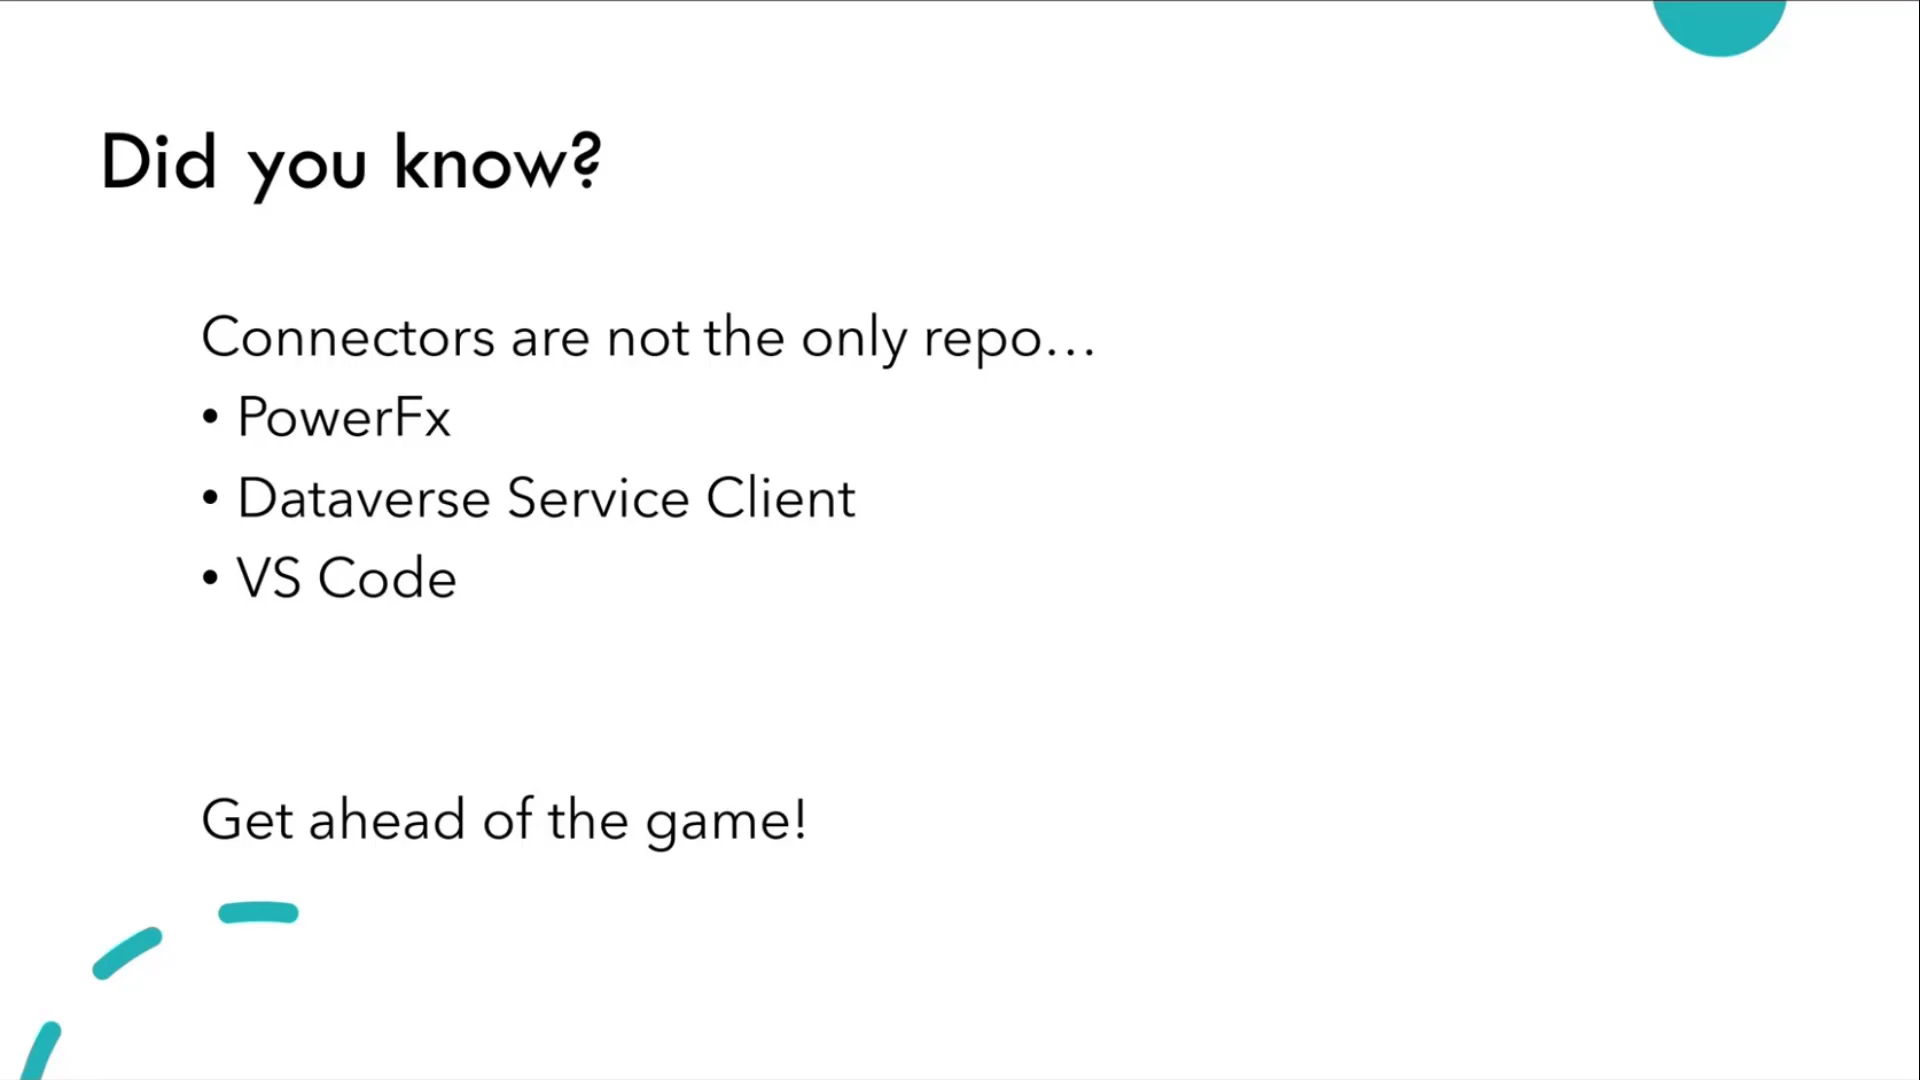 Did you know?
Connectors are not the only repo…
• PowerFx
• Dataverse Service Client
• VS Code
Get ahead of the game!